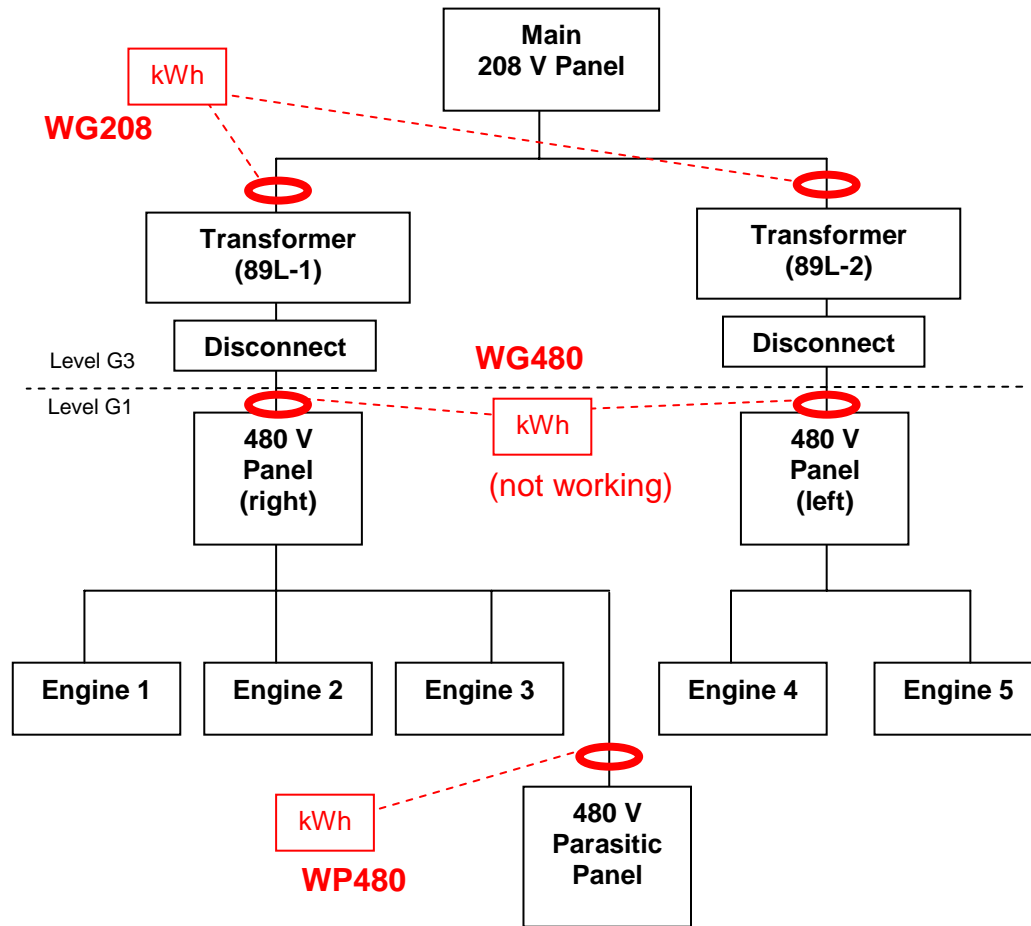 Main
208 V Panel
kWh
WG208
Transformer
(89L-1)
Transformer
(89L-2)
Disconnect
Disconnect
Level G3
WG480
Level G1
480 V
Panel
(right)
kWh
(not working)
480 V
Panel
(left)
Engine 1
Engine 2
Engine 3
Engine 4
Engine 5
kWh
WP480
480 V
Parasitic
Panel